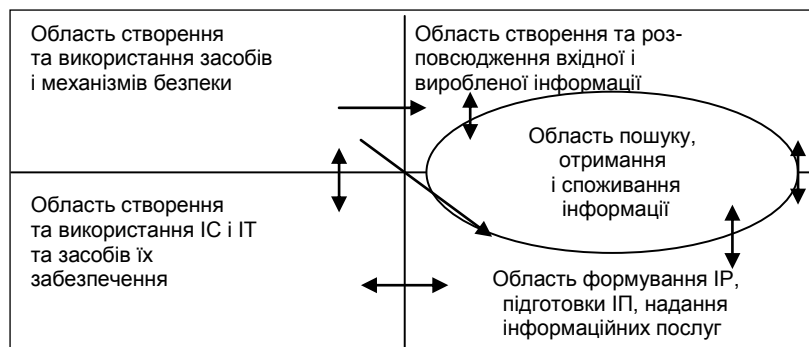 Область створення
та використання засобів
і механізмів безпеки
Область створення та роз-
повсюдження вхідної і
виробленої інформації
Область пошуку,
отримання
і споживання
інформації
Область створення
та використання ІС і ІТ
та засобів їх
забезпечення
Область формування ІР,
підготовки ІП, надання
інформаційних послуг